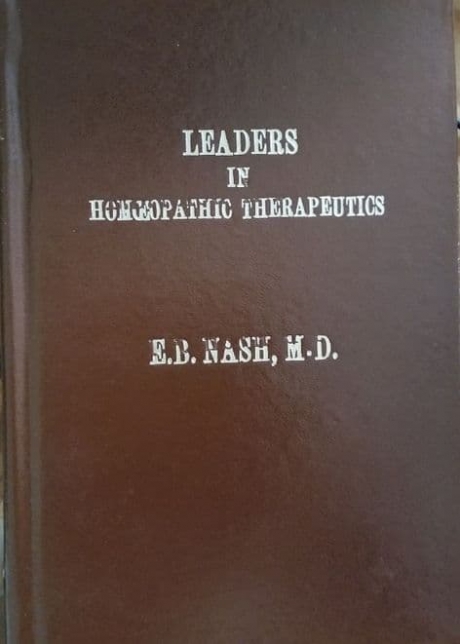 LEADERS
IN
HOMŒOPATHIC THERAPEUTICS
E.B. NASH, M.D.